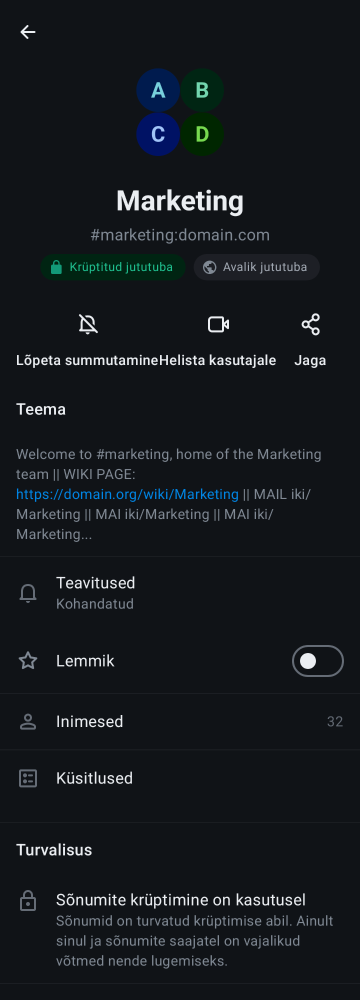 A B
C D
Marketing
#marketing:domain.com
Krüptitud jututuba Avalik jututuba
Lõpeta summutamine Helista kasutajale Jaga
Teema
Welcome to #marketing, home of the Marketing
team || WIKI PAGE:
https://domain.org/wiki/Marketing || MAIL iki/
Marketing || MAI iki/Marketing || MAI iki/
Marketing...
Teavitused
Kohandatud
Lemmik
Inimesed 32
Küsitlused
Turvalisus
Sõnumite krüptimine on kasutusel
Sõnumid on turvatud krüptimise abil. Ainult
sinul ja sõnumite saajatel on vajalikud
võtmed nende lugemiseks.